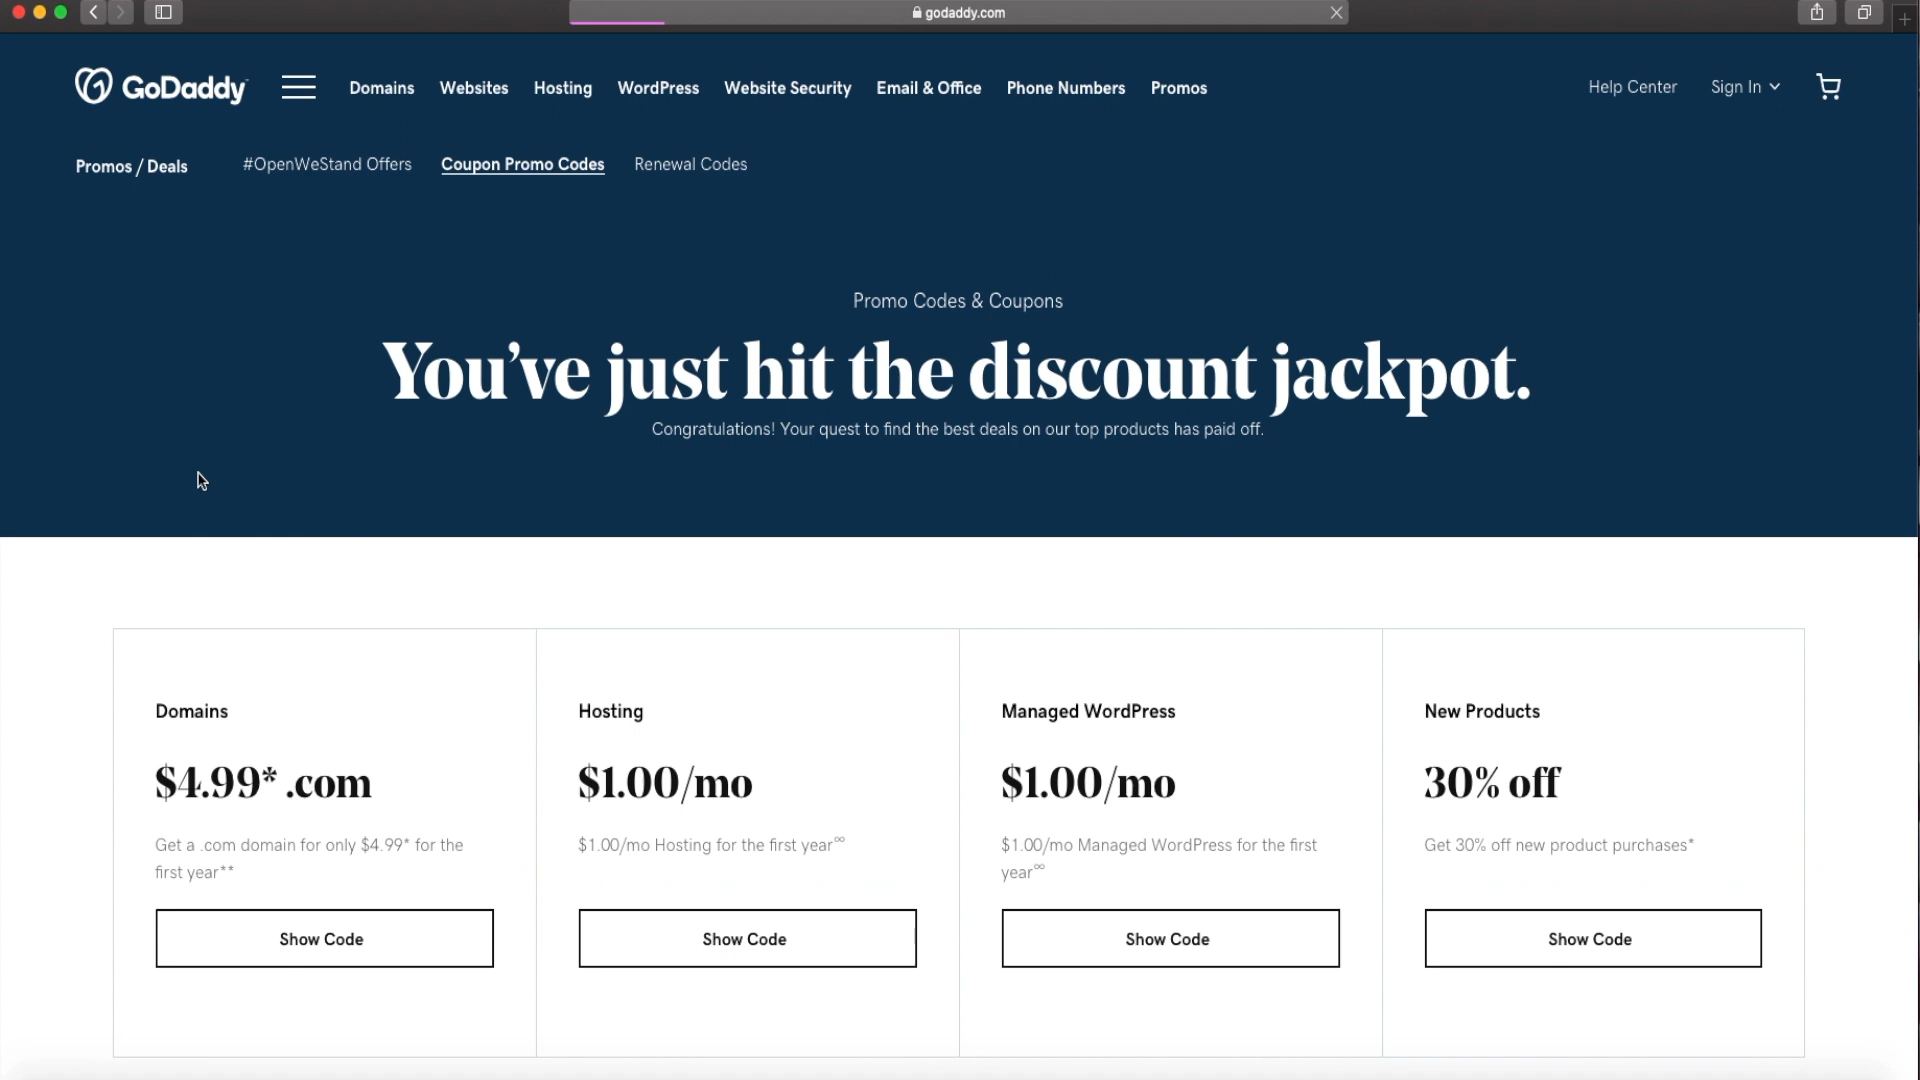 godaddy.com
GoDaddy
Domains Websites Hosting WordPress Website Security Email & Office Phone Numbers Promos
Help Center Sign In
Promos / Deals #OpenWeStand Offers Coupon Promo Codes Renewal Codes
Promo Codes & Coupons
You've just hit the discount jackpot.
Congratulations! Your quest to find the best deals on our top products has paid off.
Domains
$4.99* .com
Get a .com domain for only $4.99* for the
first year**
Show Code
Hosting
$1.00/mo
$1.00/mo Hosting for the first year∞
Show Code
Managed WordPress
$1.00/mo
$1.00/mo Managed WordPress for the first
year∞
Show Code
New Products
30% off
Get 30% off new product purchases*
Show Code